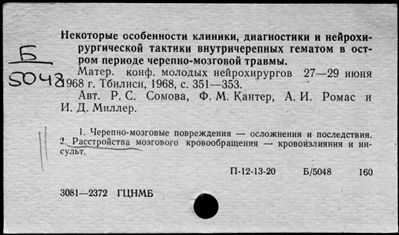 Некоторые особенности клиники, диагностики и нейрохи-
рургической тактики внутричерепных гематом в ост-
ром периоде черепно-мозговой травмы.
Б
5048
Матер. конф. молодых нейрохирургов 27—29 июня
1968 г. Тбилиси, 1968, с. 351—353.
Авт. Р. С. Сомова, Ф. М. Кантер, А. И. Ромас и
И. Д. Миллер.
1. Черепно-мозговые повреждения — осложнения и последствия.
2. Расстройства мозгового кровообращения — кровоизлияния и ин-
сульт.
П-12-13-20 Б/5048 160
3081—2372 ГЦНМБ